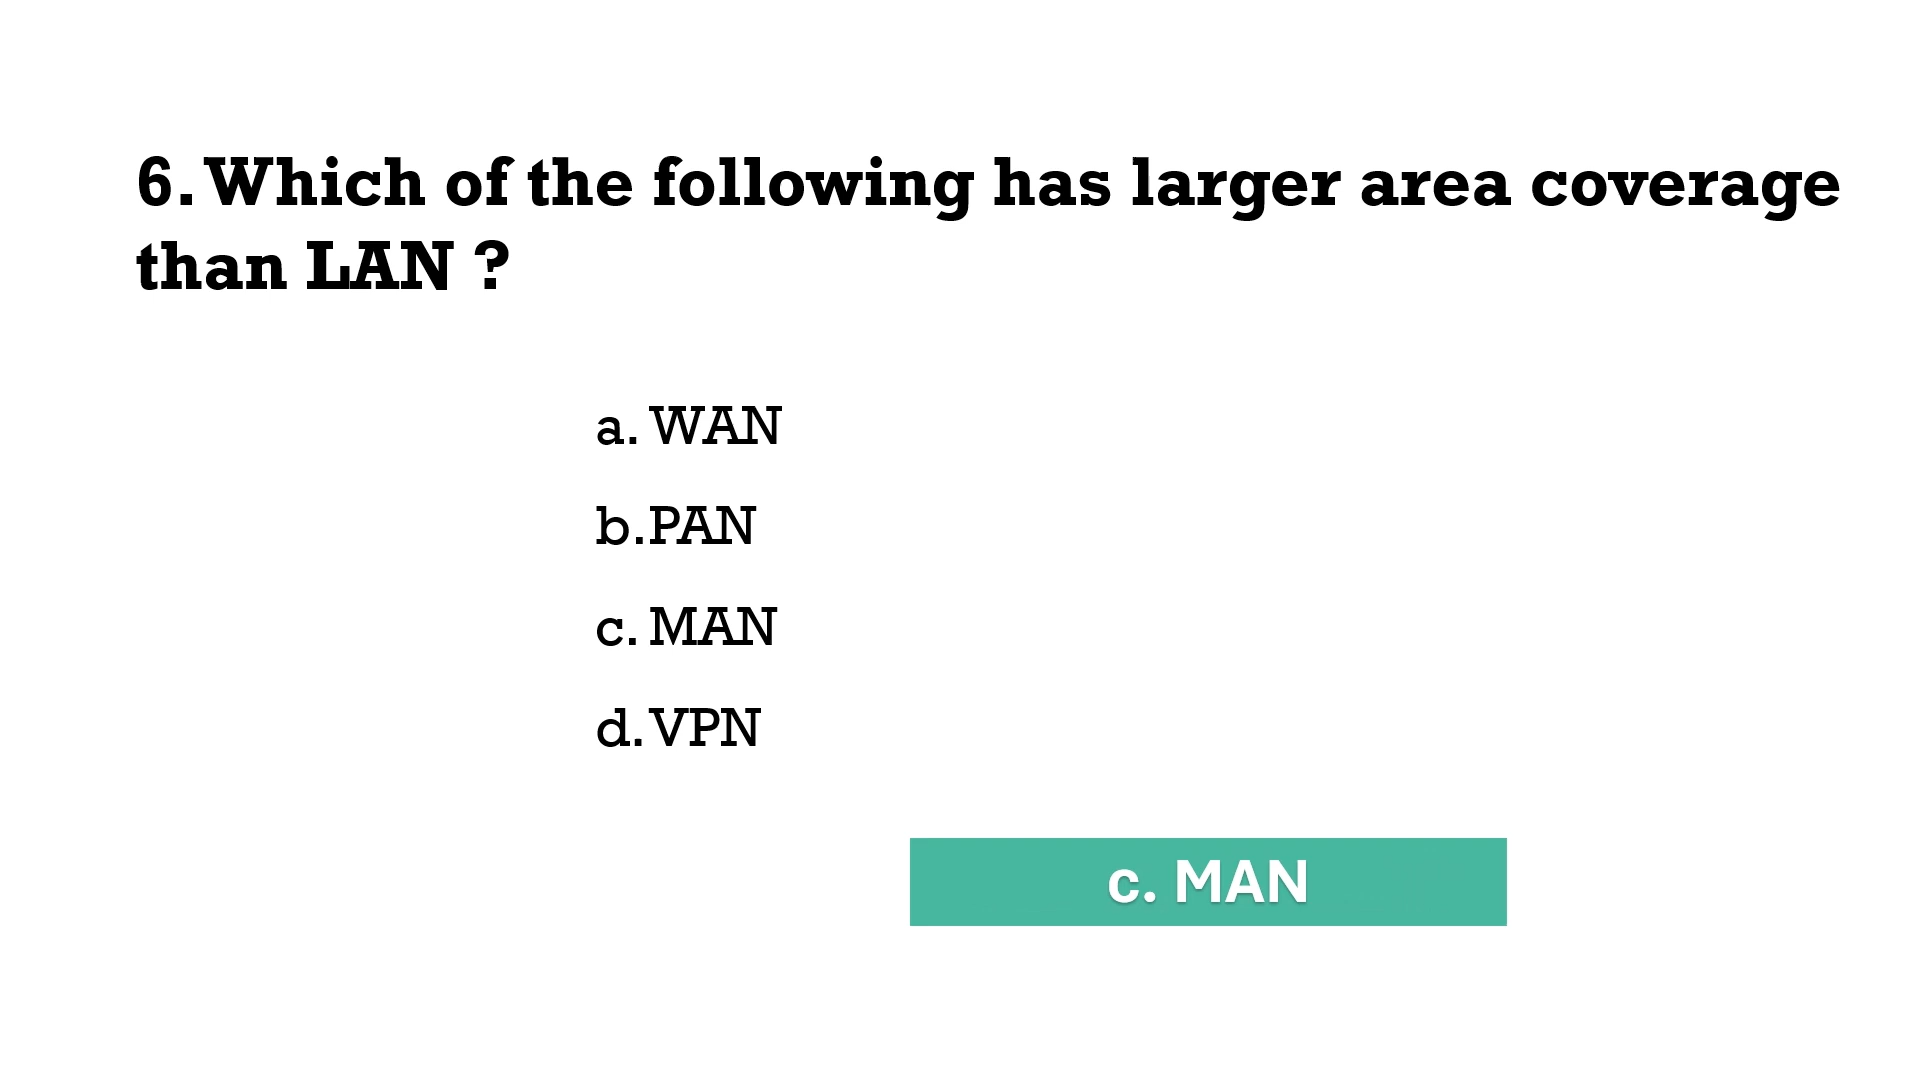 6. Which of the following has larger area coverage
than LAN ?
a. WAN
b. PAN
c. MAN
d. VPN
c. MAN